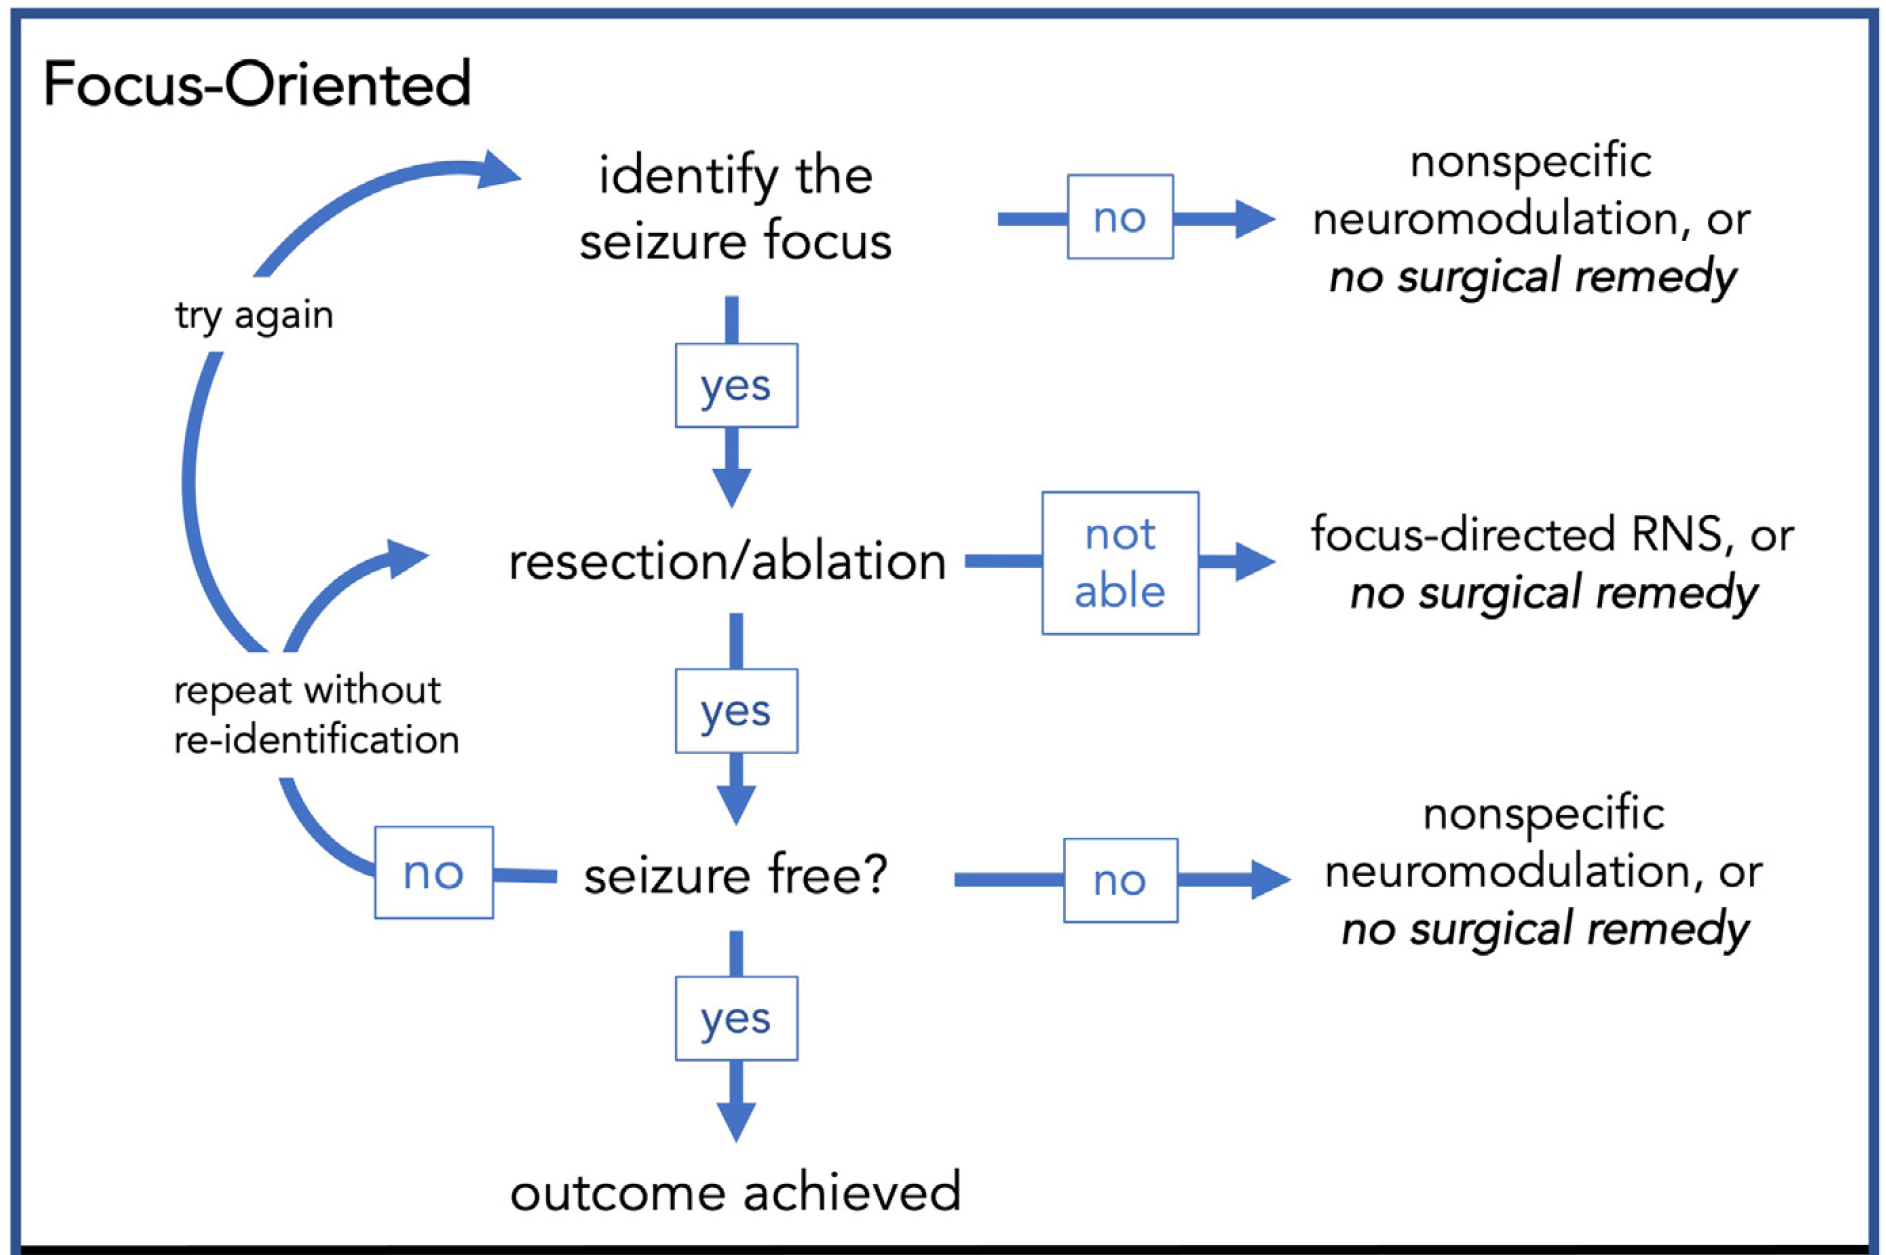 Focus-Oriented
identify the
seizure focus
no
nonspecific
neuromodulation, or
no surgical remedy
try again
yes
resection/ablation
not
able
focus-directed RNS, or
no surgical remedy
repeat without
re-identification
yes
no
seizure free?
no
nonspecific
neuromodulation, or
no surgical remedy
yes
outcome achieved